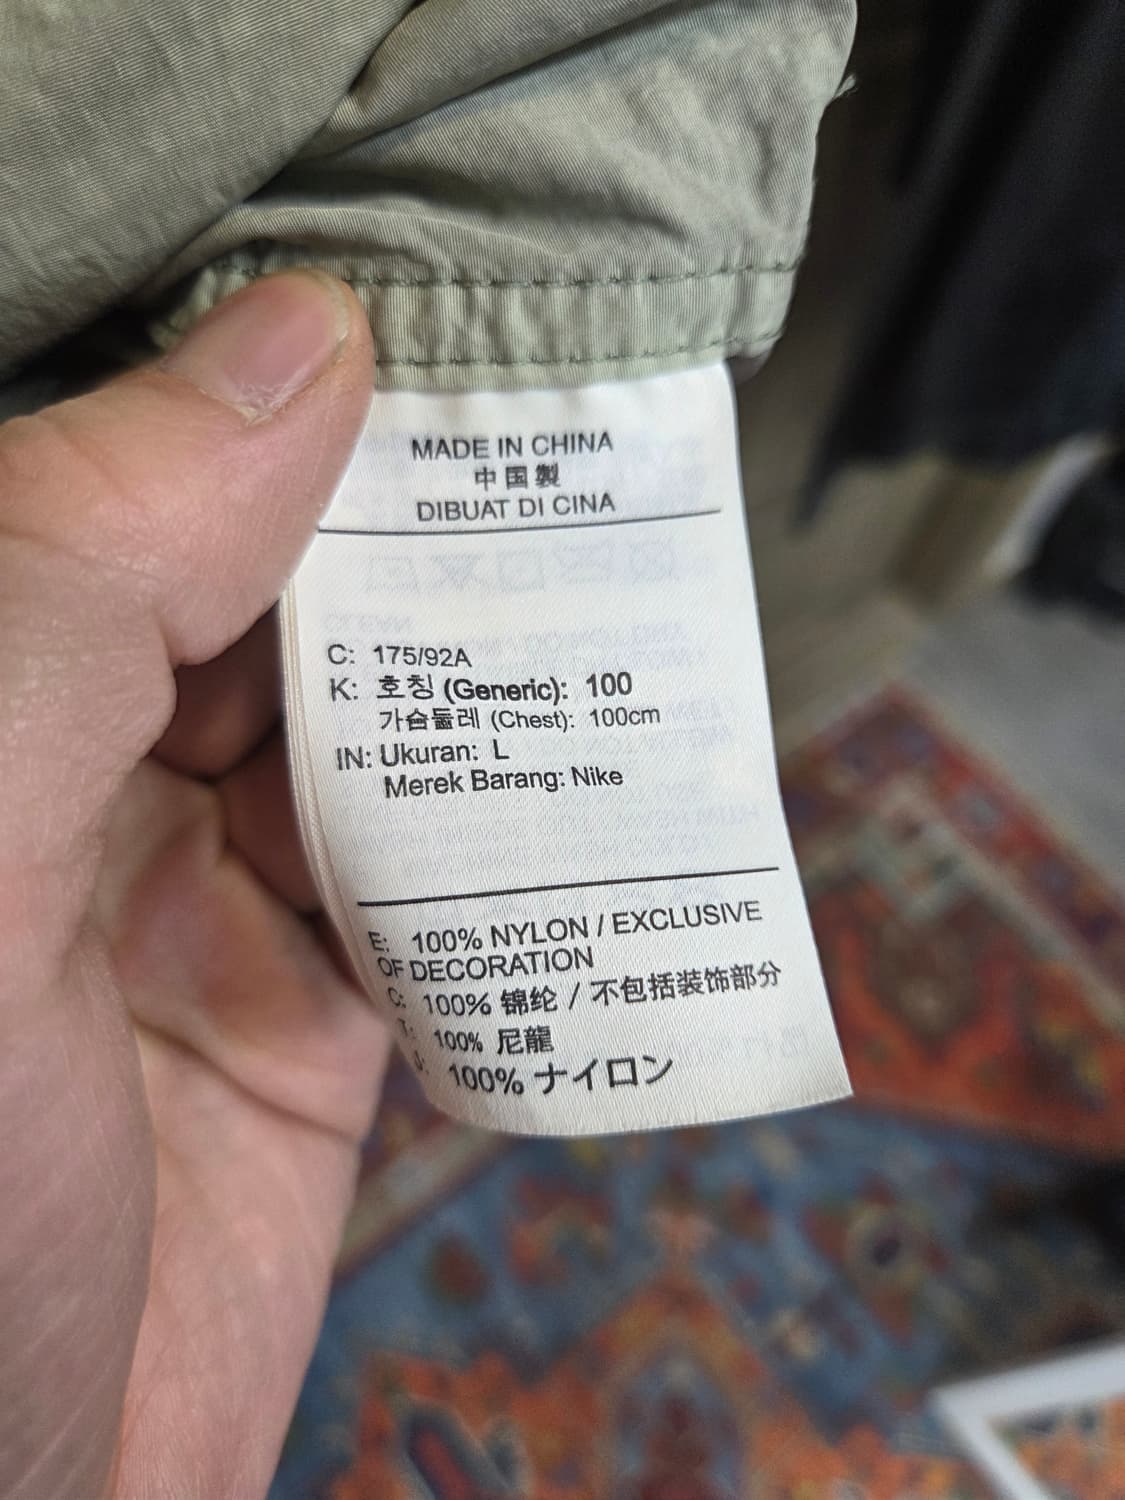 MADE IN CHINA
中国製
DIBUAT DI CINA
C: 175/92A
K: 호칭 (Generic): 100
가슴둘레 (Chest): 100cm
IN: Ukuran: L
Merek Barang: Nike
E: 100% NYLON / EXCLUSIVE
OF DECORATION
C: 100% 锦纶 / 不包括装饰部分
T: 100% 尼龍
J: 100% ナイロン